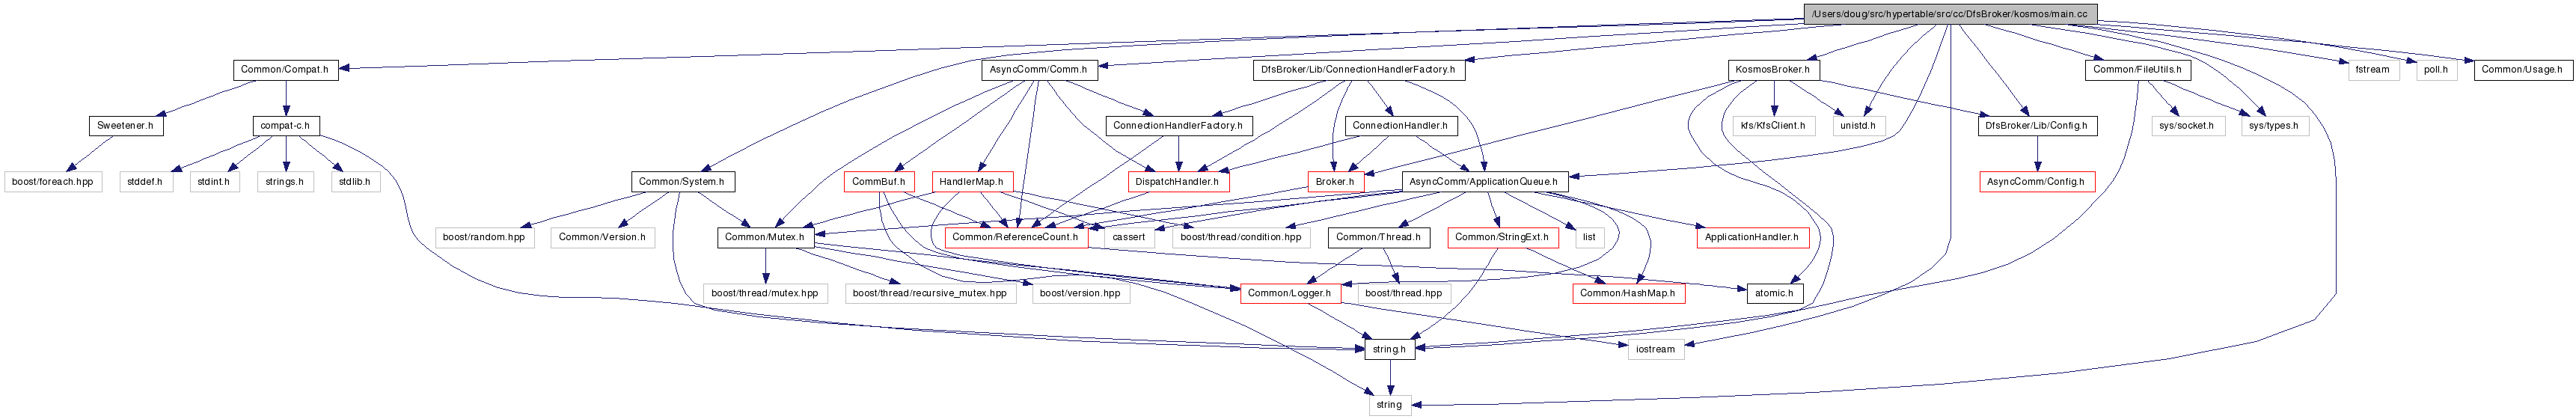 /Users/doug/src/hypertable/src/cc/DfsBroker/kosmos/main.cc
Common/Compat.h
AsyncComm/Comm.h
DfsBroker/Lib/ConnectionHandlerFactory.h
KosmosBroker.h
Common/FileUtils.h
fstream
poll.h
Common/Usage.h
Sweetener.h
compat-c.h
ConnectionHandlerFactory.h
ConnectionHandler.h
kfs/KfsClient.h
unistd.h
DfsBroker/Lib/Config.h
sys/socket.h
sys/types.h
boost/foreach.hpp
stddef.h
stdint.h
strings.h
stdlib.h
Common/System.h
CommBuf.h
HandlerMap.h
DispatchHandler.h
Broker.h
AsyncComm/ApplicationQueue.h
AsyncComm/Config.h
boost/random.hpp
Common/Version.h
Common/Mutex.h
Common/ReferenceCount.h
cassert
boost/thread/condition.hpp
Common/Thread.h
Common/StringExt.h
list
ApplicationHandler.h
boost/thread/mutex.hpp
boost/thread/recursive_mutex.hpp
boost/version.hpp
Common/Logger.h
boost/thread.hpp
Common/HashMap.h
atomic.h
string.h
iostream
string